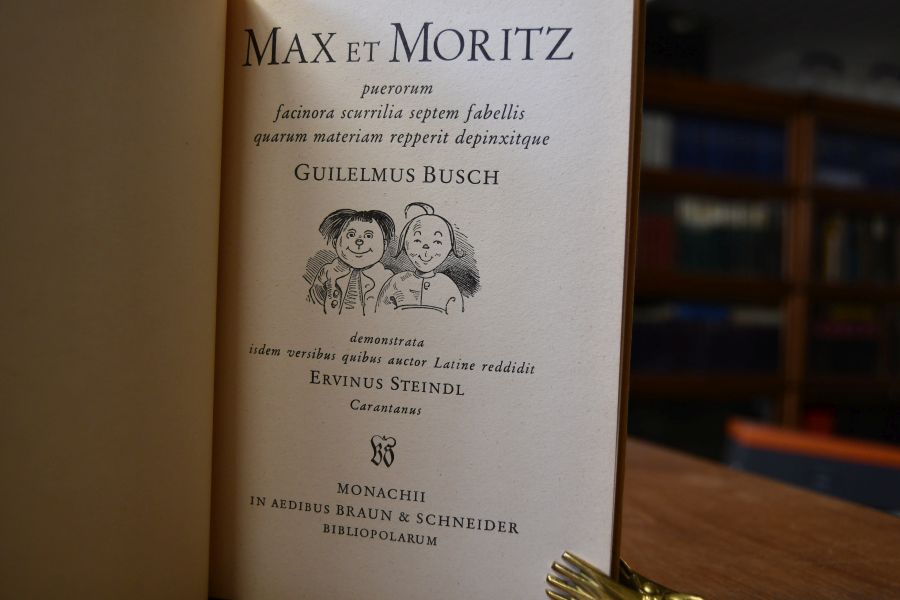 MAX ET MORITZ
puerorum
facinora scurrilia septem fabellis
quarum materiam repperit depinxitque
GUILELMUS BUSCH
demonstrata
isdem versibus quibus auctor Latine reddidit
ERVINUS STEINDL
Carantanus
MONACHII
IN AEDIBUS BRAUN & SCHNEIDER
BIBLIOPOLARUM